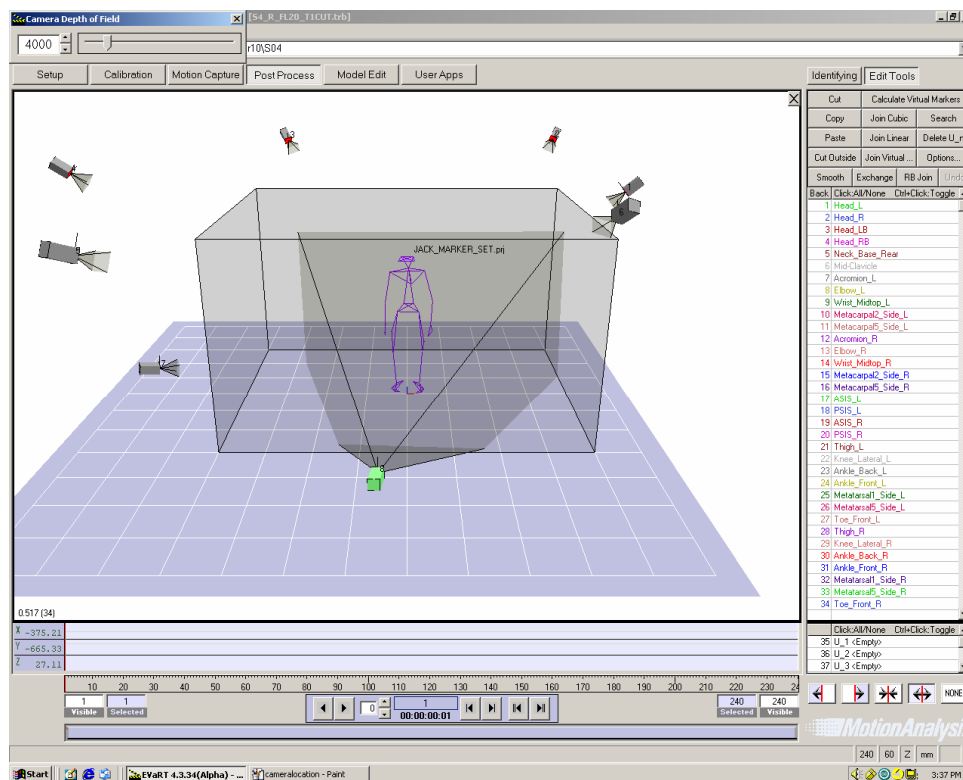 Camera Depth of Field
[S4_R_FL20_T1CUT.trb]
4000
r10\S04
Setup Calibration Motion Capture Post Process Model Edit User Apps
Identifying Edit Tools
Cut Calculate Virtual Markers
Copy Join Cubic Search
Paste Join Linear Delete U_n
Cut Outside Join Virtual ... Options...
Smooth Exchange RB Join Undo
Back Click:All/None Ctrl+Click:Toggle
1 Head_L
2 Head_R
3 Head_LB
4 Head_RB
5 Neck_Base_Rear
6 Mid-Clavicle
7 Acromion_L
8 Elbow_L
9 Wrist_Midtop_L
10 Metacarpal2_Side_L
11 Metacarpal5_Side_L
12 Acromion_R
13 Elbow_R
14 Wrist_Midtop_R
15 Metacarpal2_Side_R
16 Metacarpal5_Side_R
17 ASIS_L
18 PSIS_L
19 ASIS_R
20 PSIS_R
21 Thigh_L
22 Knee_Lateral_L
23 Ankle_Back_L
24 Ankle_Front_L
25 Metatarsal1_Side_L
26 Metatarsal5_Side_L
27 Toe_Front_L
28 Thigh_R
29 Knee_Lateral_R
30 Ankle_Back_R
31 Ankle_Front_R
32 Metatarsal1_Side_R
33 Metatarsal5_Side_R
34 Toe_Front_R
Click:All/None Ctrl+Click:Toggle
35 U_1 <Empty>
36 U_2 <Empty>
37 U_3 <Empty>
3
1
6
7
JACK_MARKER_SET.prj
0.517 (34)
X -375.21
Y -665.33
Z 27.11
10 20 30 40 50 60 70 80 90 100 110 120 130 140 150 160 170 180 190 200 210 220 230 24
1 1 0 1 240 240
Visible Selected 00:00:00:01 Selected Visible
NONE
MotionAnalysis
240 60 Z mm
Start EVaRT 4.3.34(Alpha) - ... cameralocation - Paint 3:37 PM